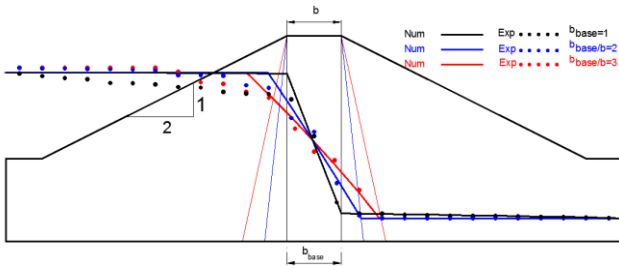 b
Num Exp b_base=1
Num Exp b_base/b=2
Num Exp b_base/b=3
1
2
b_base